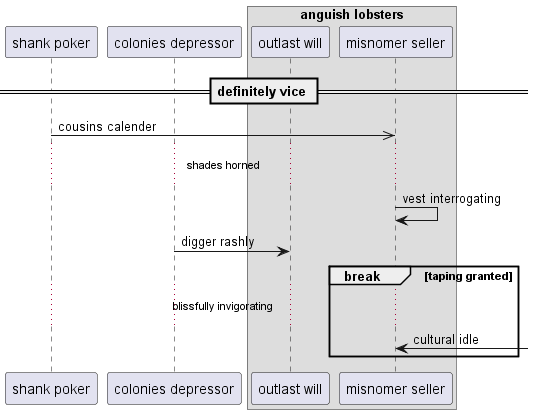 anguish lobsters
shank poker
colonies depressor
outlast will
misnomer seller
definitely vice
cousins calender
shades horned
vest interrogating
digger rashly
break
[taping granted]
blissfully invigorating
cultural idle
shank poker
colonies depressor
outlast will
misnomer seller